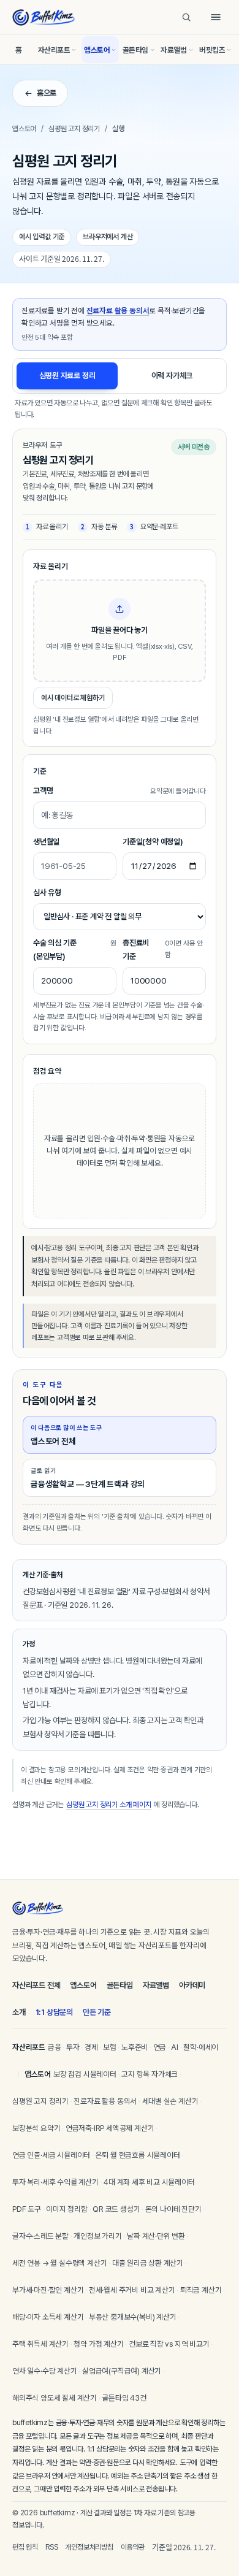 BuffetKimz
홈 자산리포트 앱스토어 골든타임 자료앨범 버핏킴즈
← 홈으로
앱스토어 / 심평원 고지 정리기 / 실행
심평원 고지 정리기
심평원 자료를 올리면 입원과 수술, 마취, 투약, 통원을 자동으로
나눠 고지 문항별로 정리합니다. 파일은 서버로 전송되지
않습니다.
예시 입력값 기준 브라우저에서 계산
사이트 기준일 2026. 11. 27.
진료자료를 받기 전에 진료자료 활용 동의서로 목적·보관기간을
확인하고 서명을 먼저 받으세요.
안전 5대 약속 포함
심평원 자료로 정리 이력 자가체크
자료가 있으면 자동으로 나누고, 없으면 질문에 체크해 확인 항목만 골라도
됩니다.
브라우저 도구
서버 미전송
심평원 고지 정리기
기본진료, 세부진료, 처방조제를 한 번에 올리면
입원과 수술, 마취, 투약, 통원을 나눠 고지 문항에
맞춰 정리합니다.
1 자료 올리기 2 자동 분류 3 요약문·레포트
자료 올리기
파일을 끌어다 놓기
여러 개를 한 번에 올려도 됩니다. 엑셀(xlsx·xls), CSV,
PDF
예시 데이터로 체험하기
심평원 '내 진료정보 열람'에서 내려받은 파일을 그대로 올리면
됩니다.
기준
고객명 요약문에 들어갑니다
예: 홍길동
생년월일 기준일(청약 예정일)
1961-05-25 11/27/2026
심사 유형
일반심사 · 표준 계약 전 알릴 의무
수술 의심 기준(본인부담) 원 총진료비 기준 0이면 사용 안 함
200000 1000000
세부진료가 없는 진료 가운데 본인부담이 기준을 넘는 건을 수술·
시술 후보로 표시합니다. 비급여라 세부진료에 남지 않는 경우를
잡기 위한 값입니다.
점검 요약
자료를 올리면 입원·수술·마취·투약·통원을 자동으로
나눠 여기에 보여 줍니다. 실제 파일이 없으면 예시
데이터로 먼저 확인해 보세요.
예시·참고용 정리 도구이며, 최종 고지 판단은 고객 본인 확인과
보험사 청약서 질문 기준을 따릅니다. 이 화면은 판정하지 않고
확인할 항목만 정리합니다. 올린 파일은 이 브라우저 안에서만
처리되고 어디에도 전송되지 않습니다.
파일은 이 기기 안에서만 열리고, 결과도 이 브라우저에서
만들어집니다. 고객 이름과 진료기록이 들어 있으니 저장한
레포트는 고객별로 따로 보관해 주세요.
이 도구 다음
다음에 이어서 볼 것
이 다음으로 많이 쓰는 도구
앱스토어 전체
글로 읽기
금융생활학교 — 3단계 트랙과 강의
결과의 기준일과 출처는 위의 '기준·출처'에 있습니다. 숫자가 바뀌면 이
화면도 다시 만듭니다.
계산 기준·출처
건강보험심사평원 '내 진료정보 열람' 자료 구성·보험회사 청약서
질문표 · 기준일 2026. 11. 26.
가정
자료에 적힌 날짜와 상병만 셉니다. 병원에 다녀왔는데 자료에
없으면 잡히지 않습니다.
1년 이내 재검사는 자료에 표기가 없으면 '직접 확인'으로
남깁니다.
가입 가능 여부는 판정하지 않습니다. 최종 고지는 고객 확인과
보험사 청약서 기준을 따릅니다.
이 결과는 참고용 모의계산입니다. 실제 조건은 약관·증권과 관계 기관의
최신 안내로 확인해 주세요.
설명과 계산 근거는 심평원 고지 정리기 소개 페이지 에 정리했습니다.
BuffetKimz
금융·투자·연금·재무를 하나의 기준으로 읽는 곳. 시장 지표와 오늘의
브리핑, 직접 계산하는 앱스토어, 매일 쌓는 자산리포트를 한자리에
모았습니다.
자산리포트 전체 앱스토어 골든타임 자료앨범 아카데미
소개 1:1 상담문의 만든 기준
자산리포트 금융 투자 경제 보험 노후준비 연금 AI 철학·에세이
앱스토어 보장 점검 시뮬레이터 고지 항목 자가체크
심평원 고지 정리기 진료자료 활용 동의서 세대별 실손 계산기
보장분석 요약기 연금저축·IRP 세액공제 계산기
연금 인출·세금 시뮬레이터 은퇴 월 현금흐름 시뮬레이터
투자 복리·세후 수익률 계산기 4대 계좌 세후 비교 시뮬레이터
PDF 도구 이미지 정리함 QR 코드 생성기 돈의 나이테 진단기
글자수·스레드 분할 개인정보 가리기 날짜 계산·단위 변환
세전 연봉 → 월 실수령액 계산기 대출 원리금 상환 계산기
부가세·마진·할인 계산기 전세·월세 주거비 비교 계산기 퇴직금 계산기
배당·이자 소득세 계산기 부동산 중개보수(복비) 계산기
주택 취득세 계산기 청약 가점 계산기 건보료 직장 vs 지역 비교기
연차 일수·수당 계산기 실업급여(구직급여) 계산기
해외주식 양도세 절세 계산기 골든타임 43건
buffetkimz는 금융·투자·연금·재무의 숫자를 원문과 계산으로 확인해 정리하는
금융 포털입니다. 모든 글과 도구는 정보 제공을 목적으로 하며, 최종 판단과
결정은 읽는 분의 몫입니다. 1:1 상담문의는 숫자와 조건을 함께 놓고 확인하는
자리입니다. 계산 결과는 약관·증권·원문으로 다시 확인하세요. 도구에 입력한
값은 브라우저 안에서만 계산됩니다. 예외는 주소 단축기의 짧은 주소 생성 한
건으로, 그때만 입력한 주소가 외부 단축 서비스로 전송됩니다.
© 2026 buffetkimz · 계산 결과와 일정은 1차 자료 기준의 참고용
정보입니다.
편집 원칙 RSS 개인정보처리방침 이용약관 기준일 2026. 11. 27.